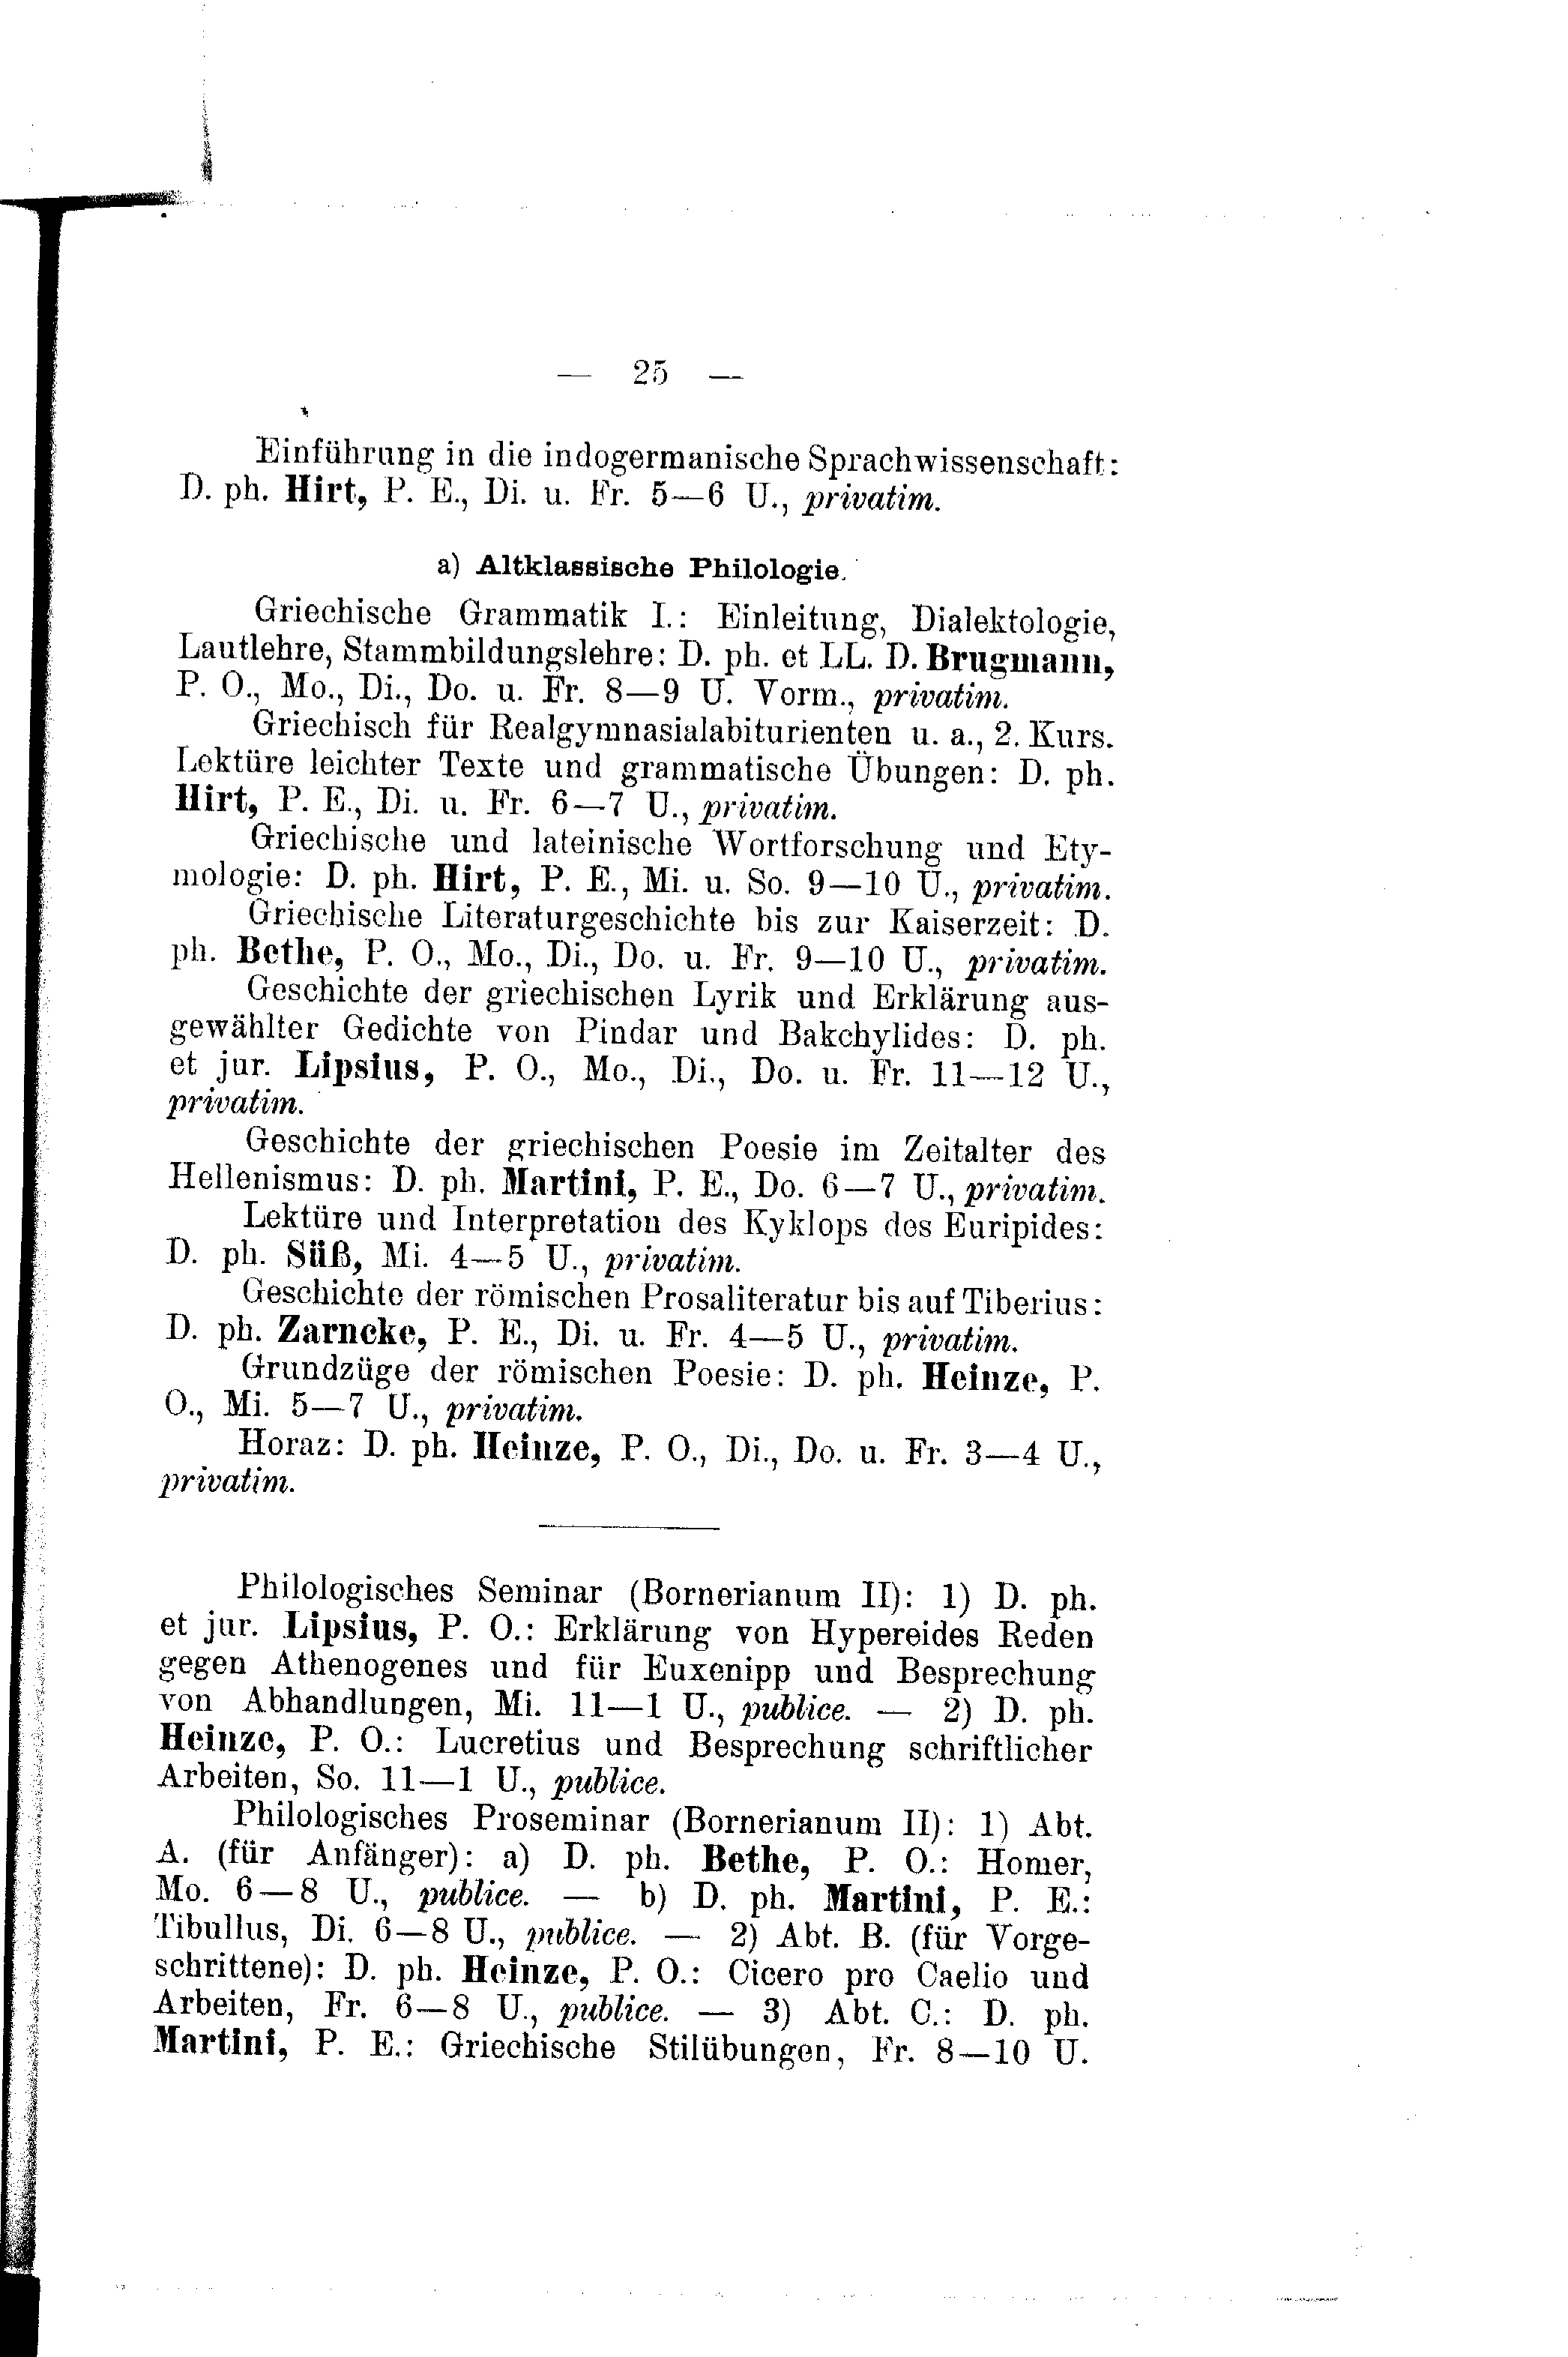 — 25 —
Einführung in die indogermanische Sprachwissenschaft:
D. ph. Hirt, P. E., Di. u. Fr. 5—6 U., privatim.
a) Altklassische Philologie.
Griechische Grammatik I.: Einleitung, Dialektologie,
Lautlehre, Stammbildungslehre: D. ph. et LL. D. Brugmann,
P. O., Mo., Di., Do. u. Fr. 8—9 U. Vorm., privatim.
Griechisch für Realgymnasialabiturienten u. a., 2. Kurs.
Lektüre leichter Texte und grammatische Übungen: D. ph.
Hirt, P. E., Di. u. Fr. 6—7 U., privatim.
Griechische und lateinische Wortforschung und Ety-
mologie: D. ph. Hirt, P. E., Mi. u. So. 9—10 U., privatim.
Griechische Literaturgeschichte bis zur Kaiserzeit: D.
ph. Bethe, P. O., Mo., Di., Do. u. Fr. 9—10 U., privatim.
Geschichte der griechischen Lyrik und Erklärung aus-
gewählter Gedichte von Pindar und Bakchylides: D. ph.
et jur. Lipsius, P. O., Mo., Di., Do. u. Fr. 11—12 U.,
privatim.
Geschichte der griechischen Poesie im Zeitalter des
Hellenismus: D. ph. Martini, P. E., Do. 6—7 U., privatim.
Lektüre und Interpretation des Kyklops des Euripides:
D. ph. Süß, Mi. 4—5 U., privatim.
Geschichte der römischen Prosaliteratur bis auf Tiberius:
D. ph. Zarncke, P. E., Di. u. Fr. 4—5 U., privatim.
Grundzüge der römischen Poesie: D. ph. Heinze, P.
O., Mi. 5—7 U., privatim.
Horaz: D. ph. Heinze, P. O., Di., Do. u. Fr. 3—4 U.,
privatim.
Philologisches Seminar (Bornerianum II): 1) D. ph.
et jur. Lipsius, P. O.: Erklärung von Hypereides Reden
gegen Athenogenes und für Euxenipp und Besprechung
von Abhandlungen, Mi. 11—1 U., publice. — 2) D. ph.
Heinze, P. O.: Lucretius und Besprechung schriftlicher
Arbeiten, So. 11—1 U., publice.
Philologisches Proseminar (Bornerianum II): 1) Abt.
A. (für Anfänger): a) D. ph. Bethe, P. O.: Homer,
Mo. 6—8 U., publice. — b) D. ph. Martini, P. E.:
Tibullus, Di. 6—8 U., publice. — 2) Abt. B. (für Vorge-
schrittene): D. ph. Heinze, P. O.: Cicero pro Caelio und
Arbeiten, Fr. 6—8 U., publice. — 3) Abt. C.: D. ph.
Martini, P. E.: Griechische Stilübungen, Fr. 8—10 U.